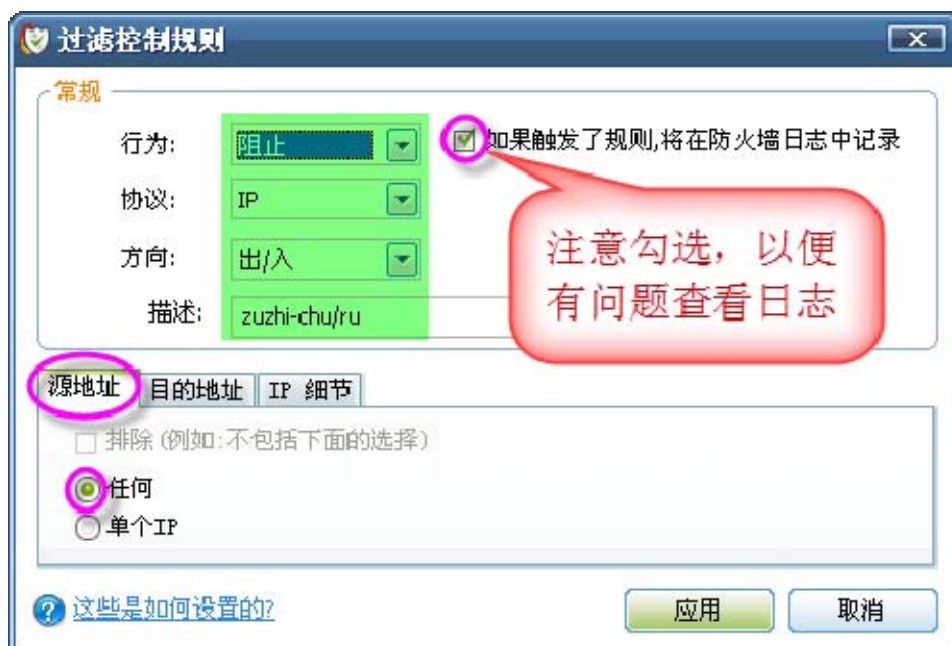 过滤控制规则
常规
行为:
阻止
如果触发了规则,将在防火墙日志中记录
协议:
IP
方向:
出/入
描述:
zuzhi-chu/ru
注意勾选，以便
有问题查看日志
源地址
目的地址
IP 细节
排除(例如:不包括下面的选择)
任何
单个IP
这些是如何设置的?
应用
取消